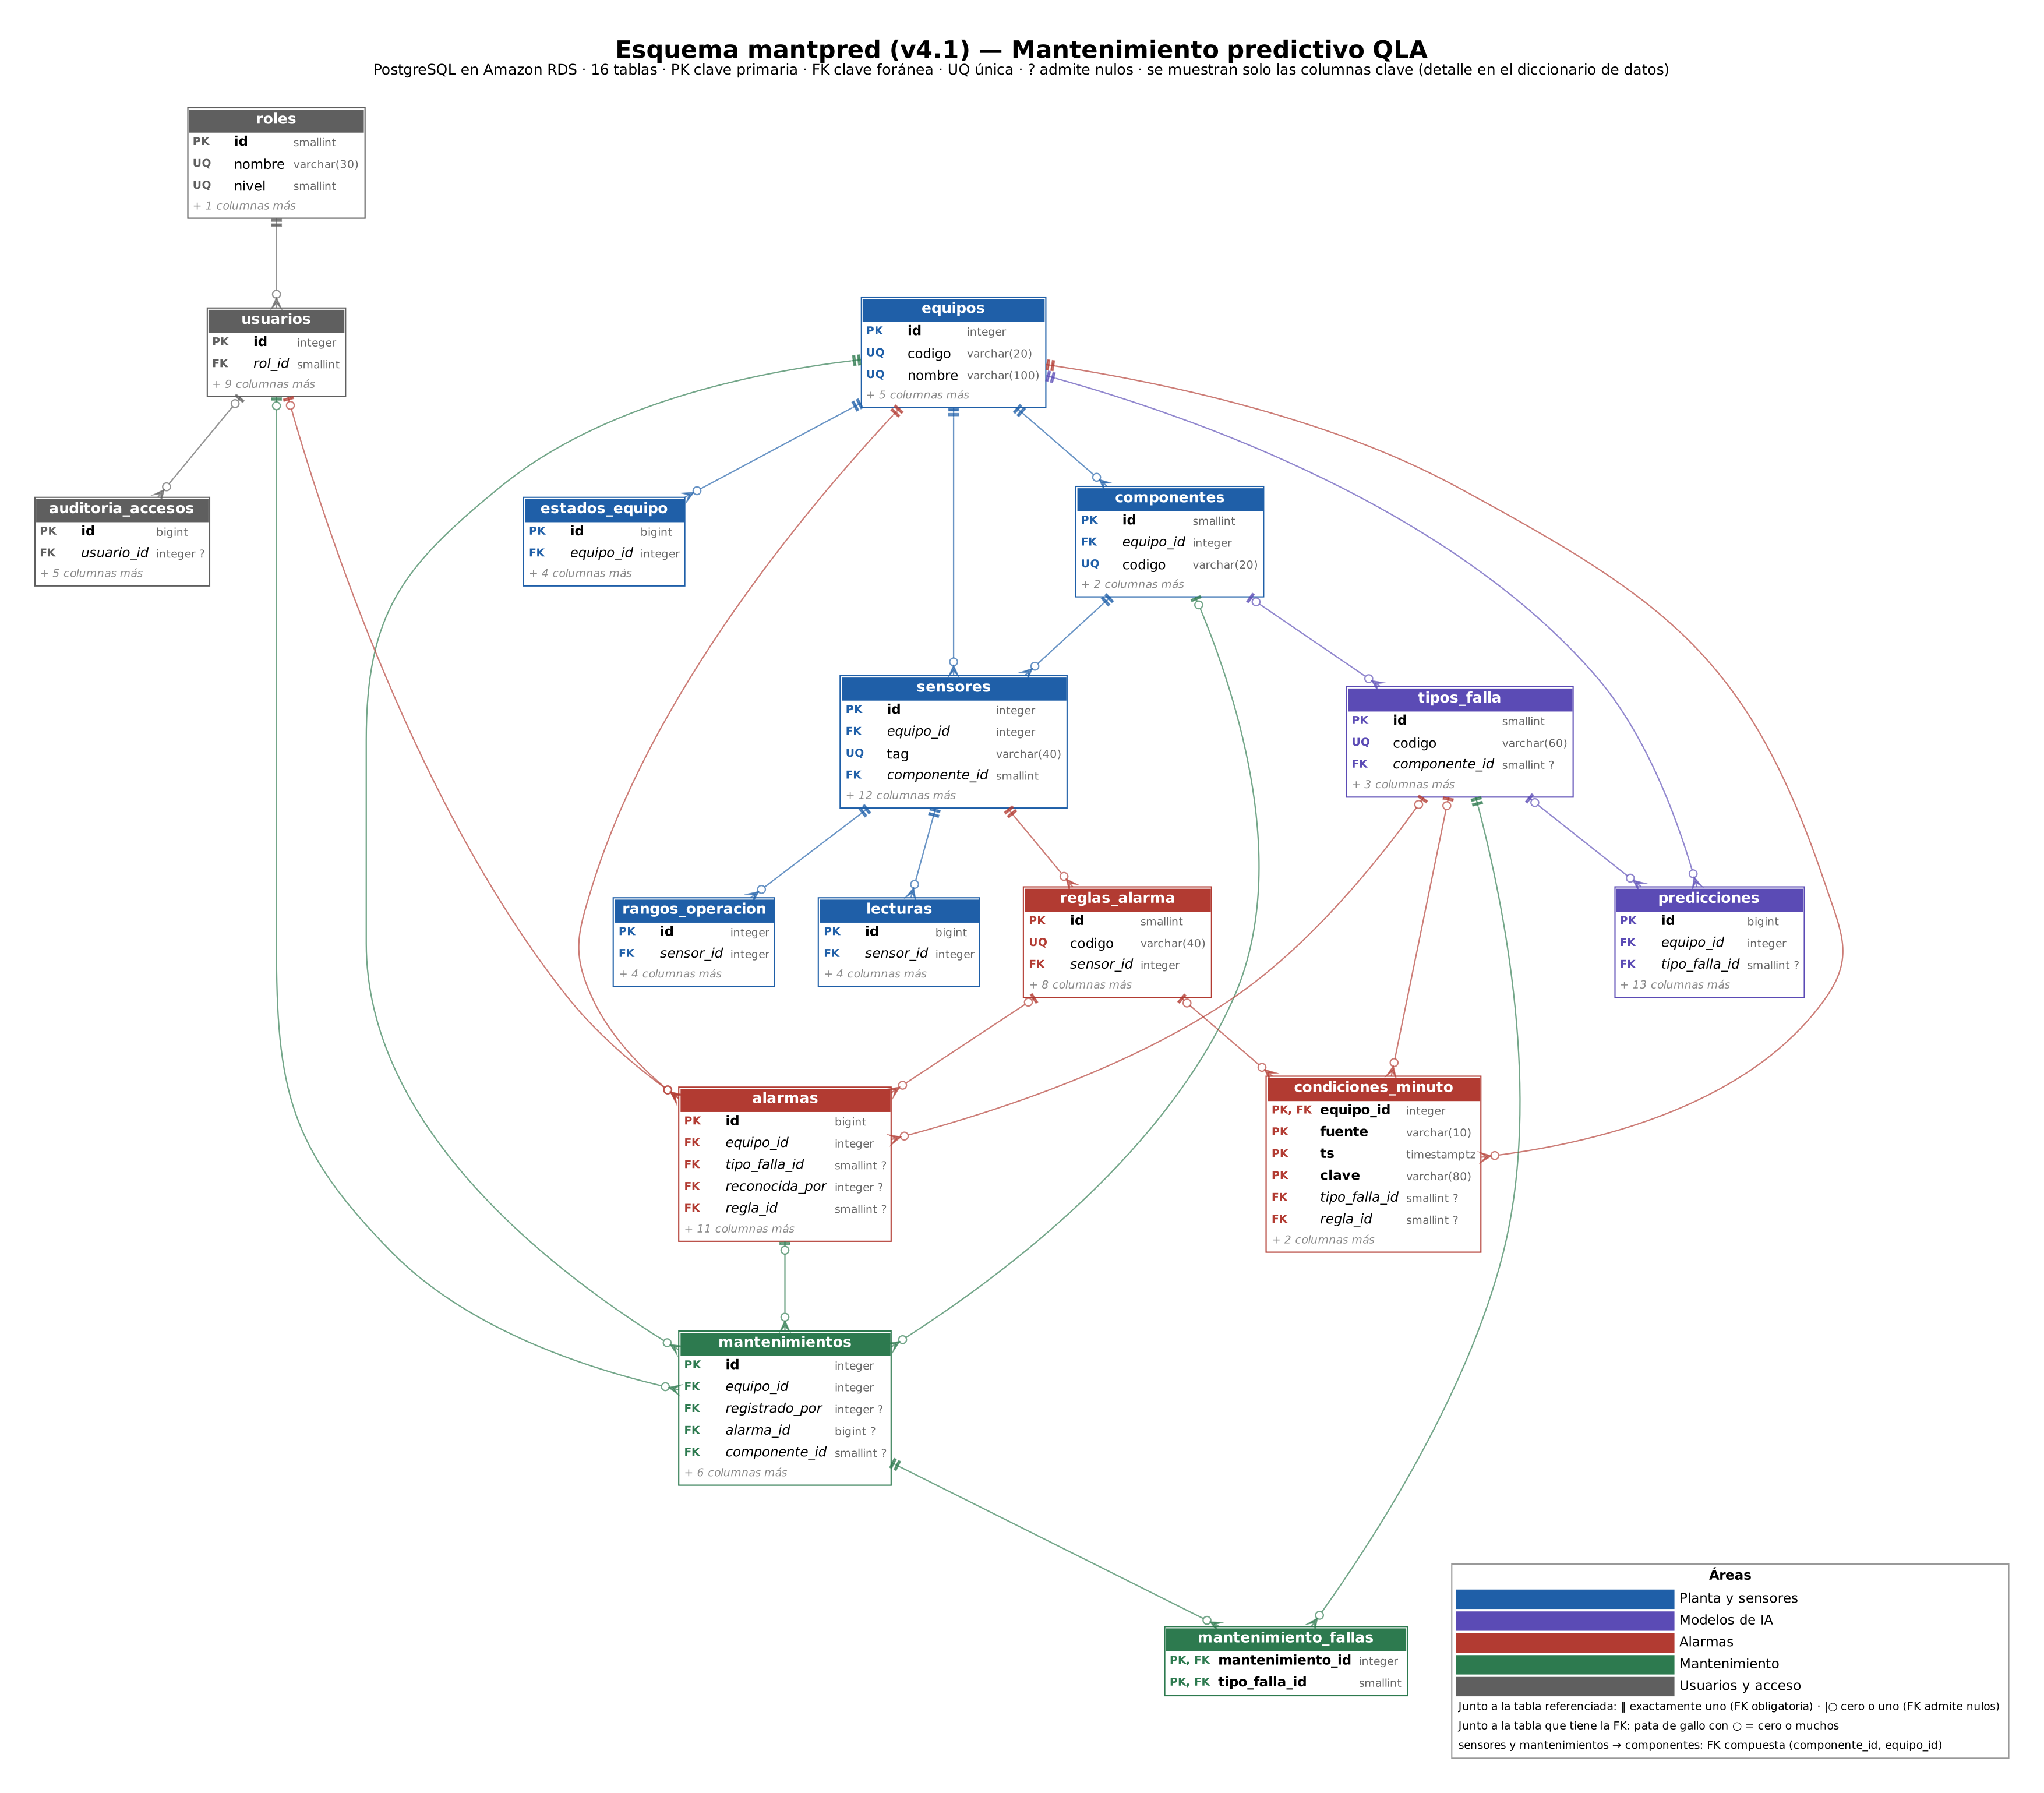 Esquema mantpred (v4.1) — Mantenimiento predictivo QLA
PostgreSQL en Amazon RDS · 16 tablas · PK clave primaria · FK clave foránea · UQ única · ? admite nulos · se muestran solo las columnas clave (detalle en el diccionario de datos)
roles
PK id smallint
UQ nombre varchar(30)
UQ nivel smallint
+ 1 columnas más
usuarios
PK id integer
FK rol_id smallint
+ 9 columnas más
equipos
PK id integer
UQ codigo varchar(20)
UQ nombre varchar(100)
+ 5 columnas más
auditoria_accesos
PK id bigint
FK usuario_id integer ?
+ 5 columnas más
estados_equipo
PK id bigint
FK equipo_id integer
+ 4 columnas más
componentes
PK id smallint
FK equipo_id integer
UQ codigo varchar(20)
+ 2 columnas más
sensores
PK id integer
FK equipo_id integer
UQ tag varchar(40)
FK componente_id smallint
+ 12 columnas más
tipos_falla
PK id smallint
UQ codigo varchar(60)
FK componente_id smallint ?
+ 3 columnas más
rangos_operacion
PK id integer
FK sensor_id integer
+ 4 columnas más
lecturas
PK id bigint
FK sensor_id integer
+ 4 columnas más
reglas_alarma
PK id smallint
UQ codigo varchar(40)
FK sensor_id integer
+ 8 columnas más
predicciones
PK id bigint
FK equipo_id integer
FK tipo_falla_id smallint ?
+ 13 columnas más
alarmas
PK id bigint
FK equipo_id integer
FK tipo_falla_id smallint ?
FK reconocida_por integer ?
FK regla_id smallint ?
+ 11 columnas más
condiciones_minuto
PK, FK equipo_id integer
PK fuente varchar(10)
PK ts timestamptz
PK clave varchar(80)
FK tipo_falla_id smallint ?
FK regla_id smallint ?
+ 2 columnas más
mantenimientos
PK id integer
FK equipo_id integer
FK registrado_por integer ?
FK alarma_id bigint ?
FK componente_id smallint ?
+ 6 columnas más
mantenimiento_fallas
PK, FK mantenimiento_id integer
PK, FK tipo_falla_id smallint
Áreas
Planta y sensores
Modelos de IA
Alarmas
Mantenimiento
Usuarios y acceso
Junto a la tabla referenciada: ‖ exactamente uno (FK obligatoria) · |○ cero o uno (FK admite nulos)
Junto a la tabla que tiene la FK: pata de gallo con ○ = cero o muchos
sensores y mantenimientos → componentes: FK compuesta (componente_id, equipo_id)